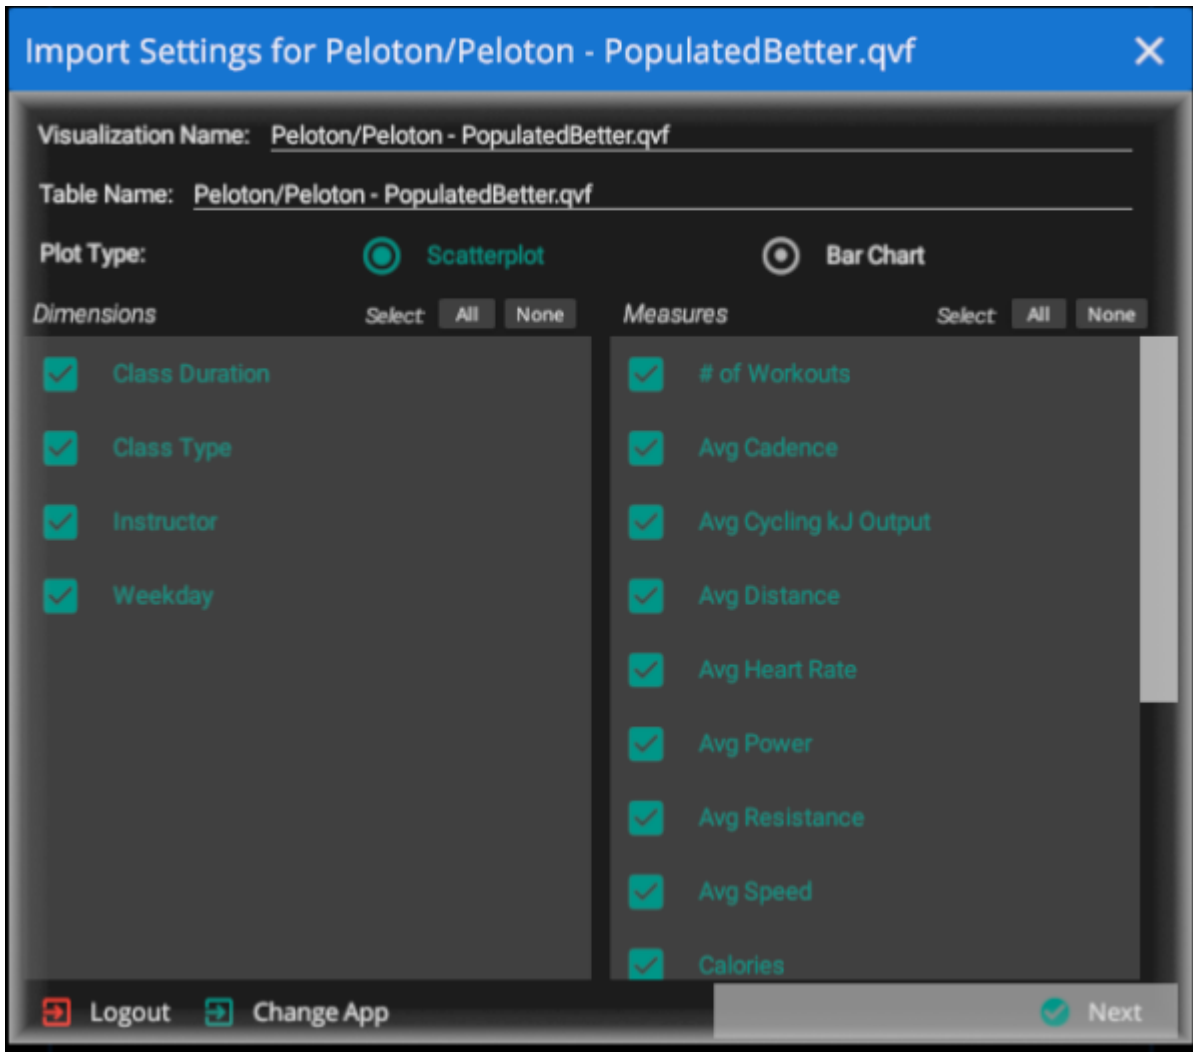 Import Settings for Peloton/Peloton - PopulatedBetter.qvf
Visualization Name: Peloton/Peloton - PopulatedBetter.qvf
Table Name: Peloton/Peloton - PopulatedBetter.qvf
Plot Type: Scatterplot Bar Chart
Dimensions Select: All None
Class Duration
Class Type
Instructor
Weekday
Measures Select: All None
# of Workouts
Avg Cadence
Avg Cycling kJ Output
Avg Distance
Avg Heart Rate
Avg Power
Avg Resistance
Avg Speed
Calories
Logout Change App Next